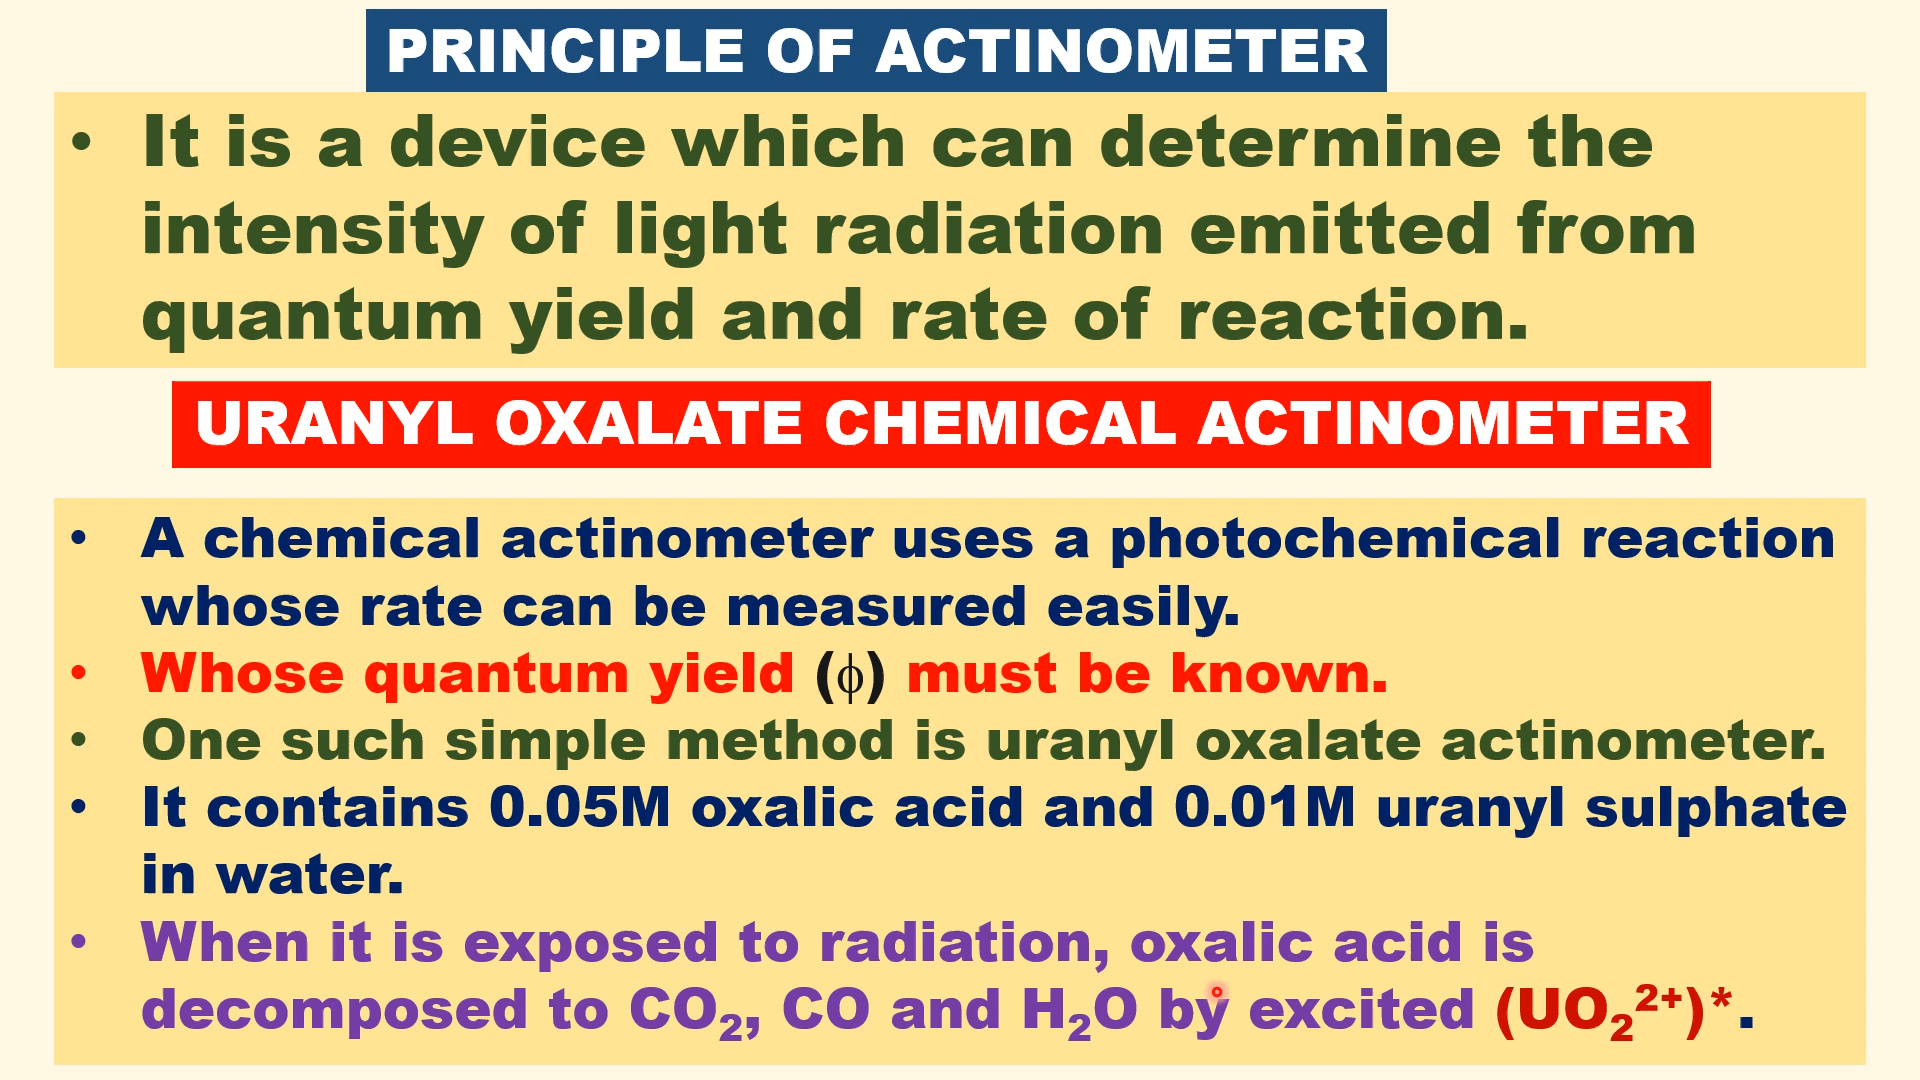 PRINCIPLE OF ACTINOMETER
• It is a device which can determine the
intensity of light radiation emitted from
quantum yield and rate of reaction.
URANYL OXALATE CHEMICAL ACTINOMETER
• A chemical actinometer uses a photochemical reaction
whose rate can be measured easily.
• Whose quantum yield (ϕ) must be known.
• One such simple method is uranyl oxalate actinometer.
• It contains 0.05M oxalic acid and 0.01M uranyl sulphate
in water.
• When it is exposed to radiation, oxalic acid is
decomposed to CO₂, CO and H₂O by excited (UO₂²⁺)*.